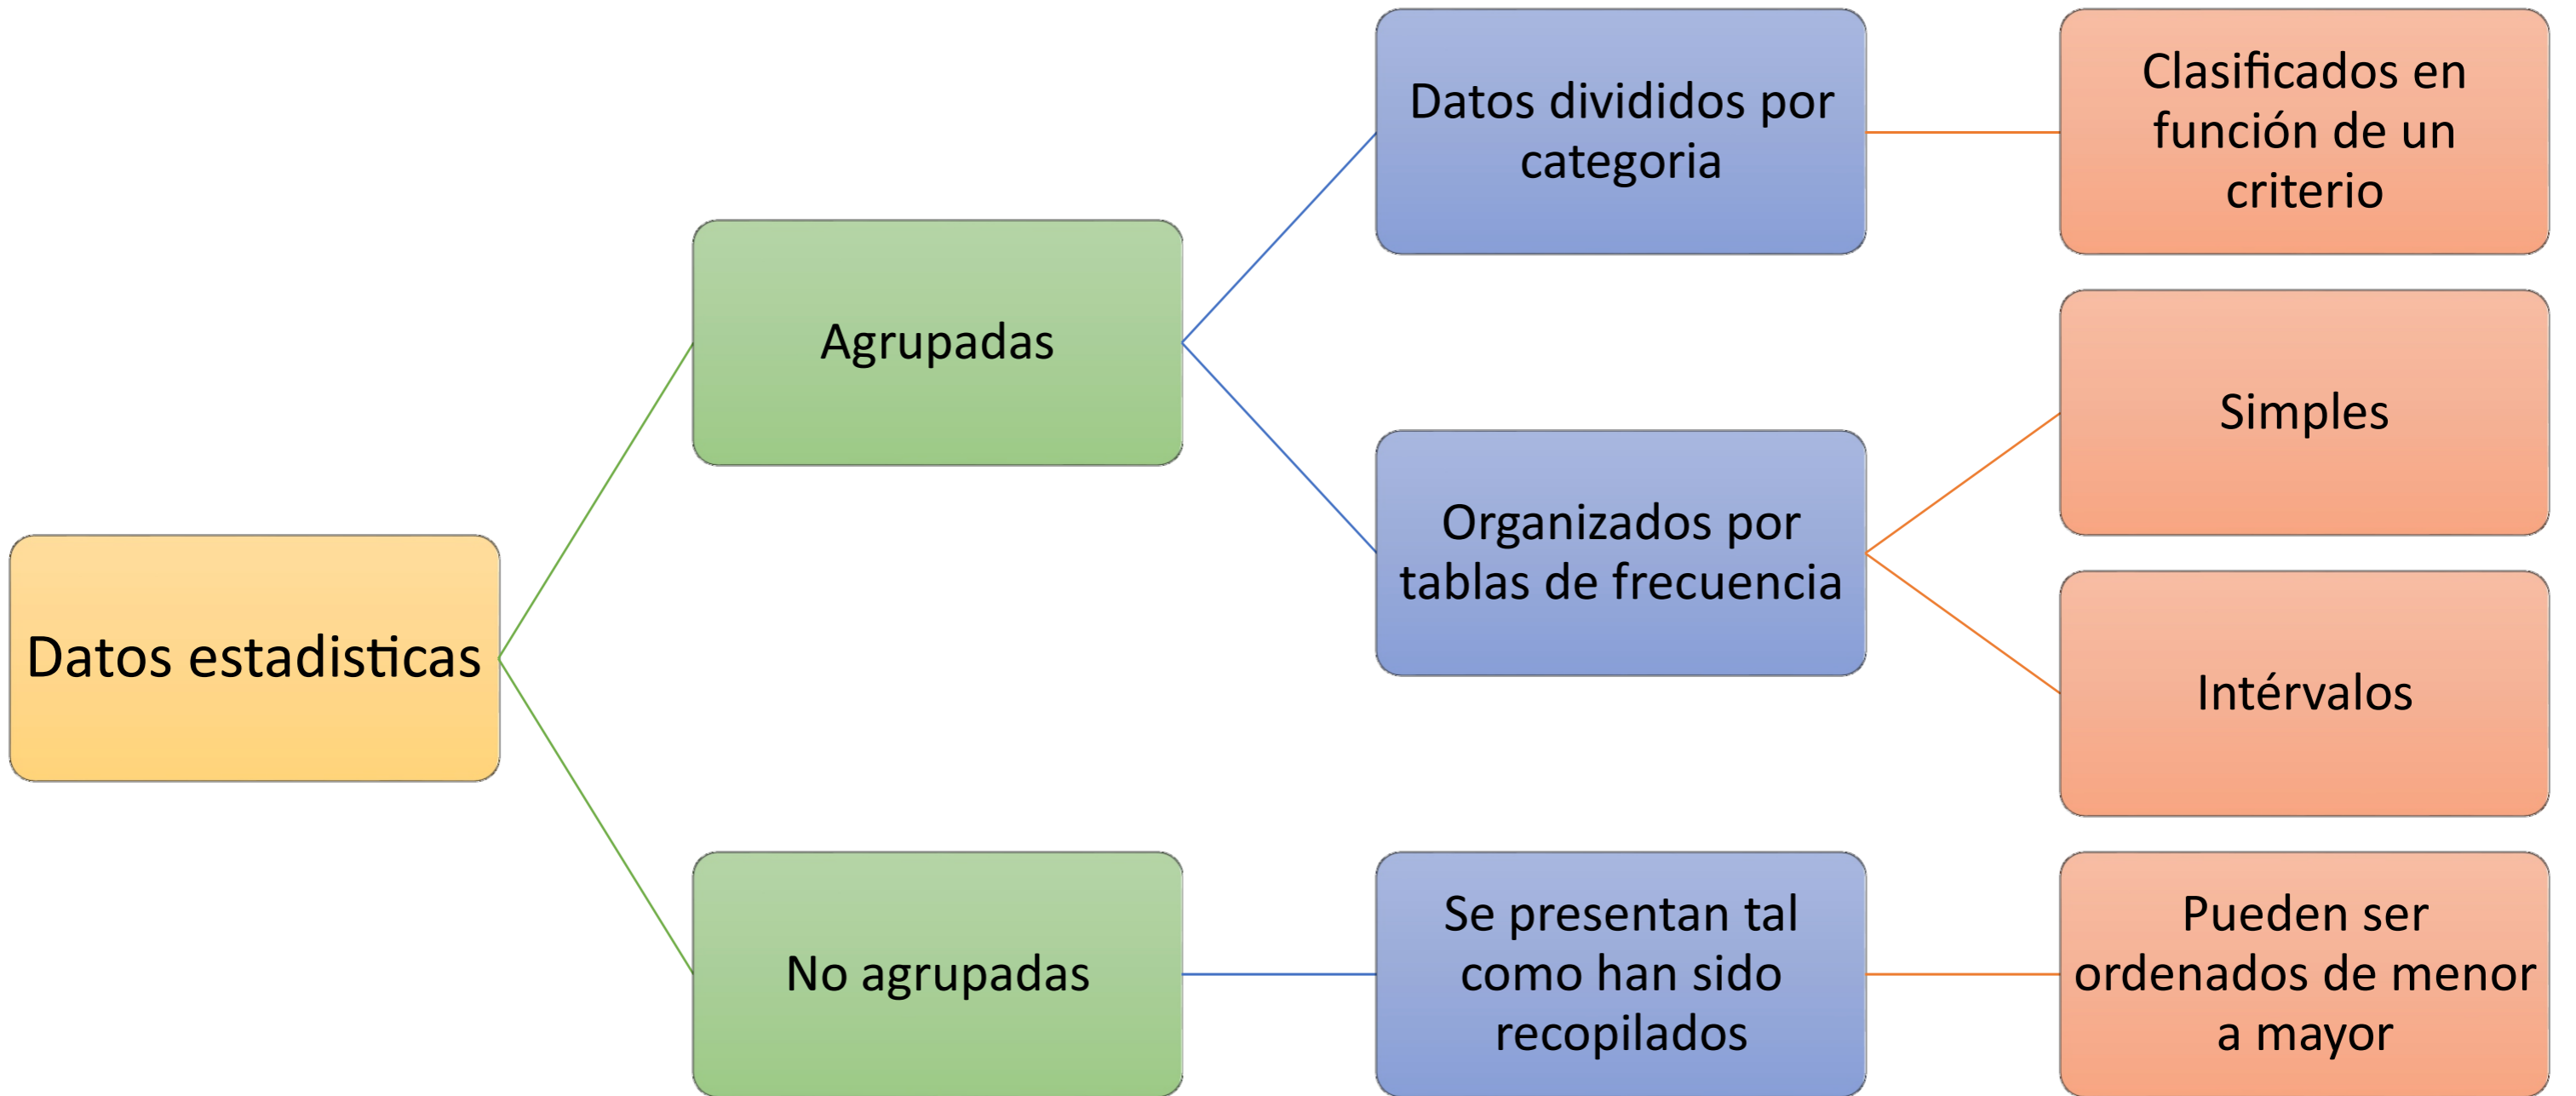 Datos estadisticas
Agrupadas
Datos divididos por
categoria
Clasificados en
función de un
criterio
Organizados por
tablas de frecuencia
Simples
Intérvalos
No agrupadas
Se presentan tal
como han sido
recopilados
Pueden ser
ordenados de menor
a mayor